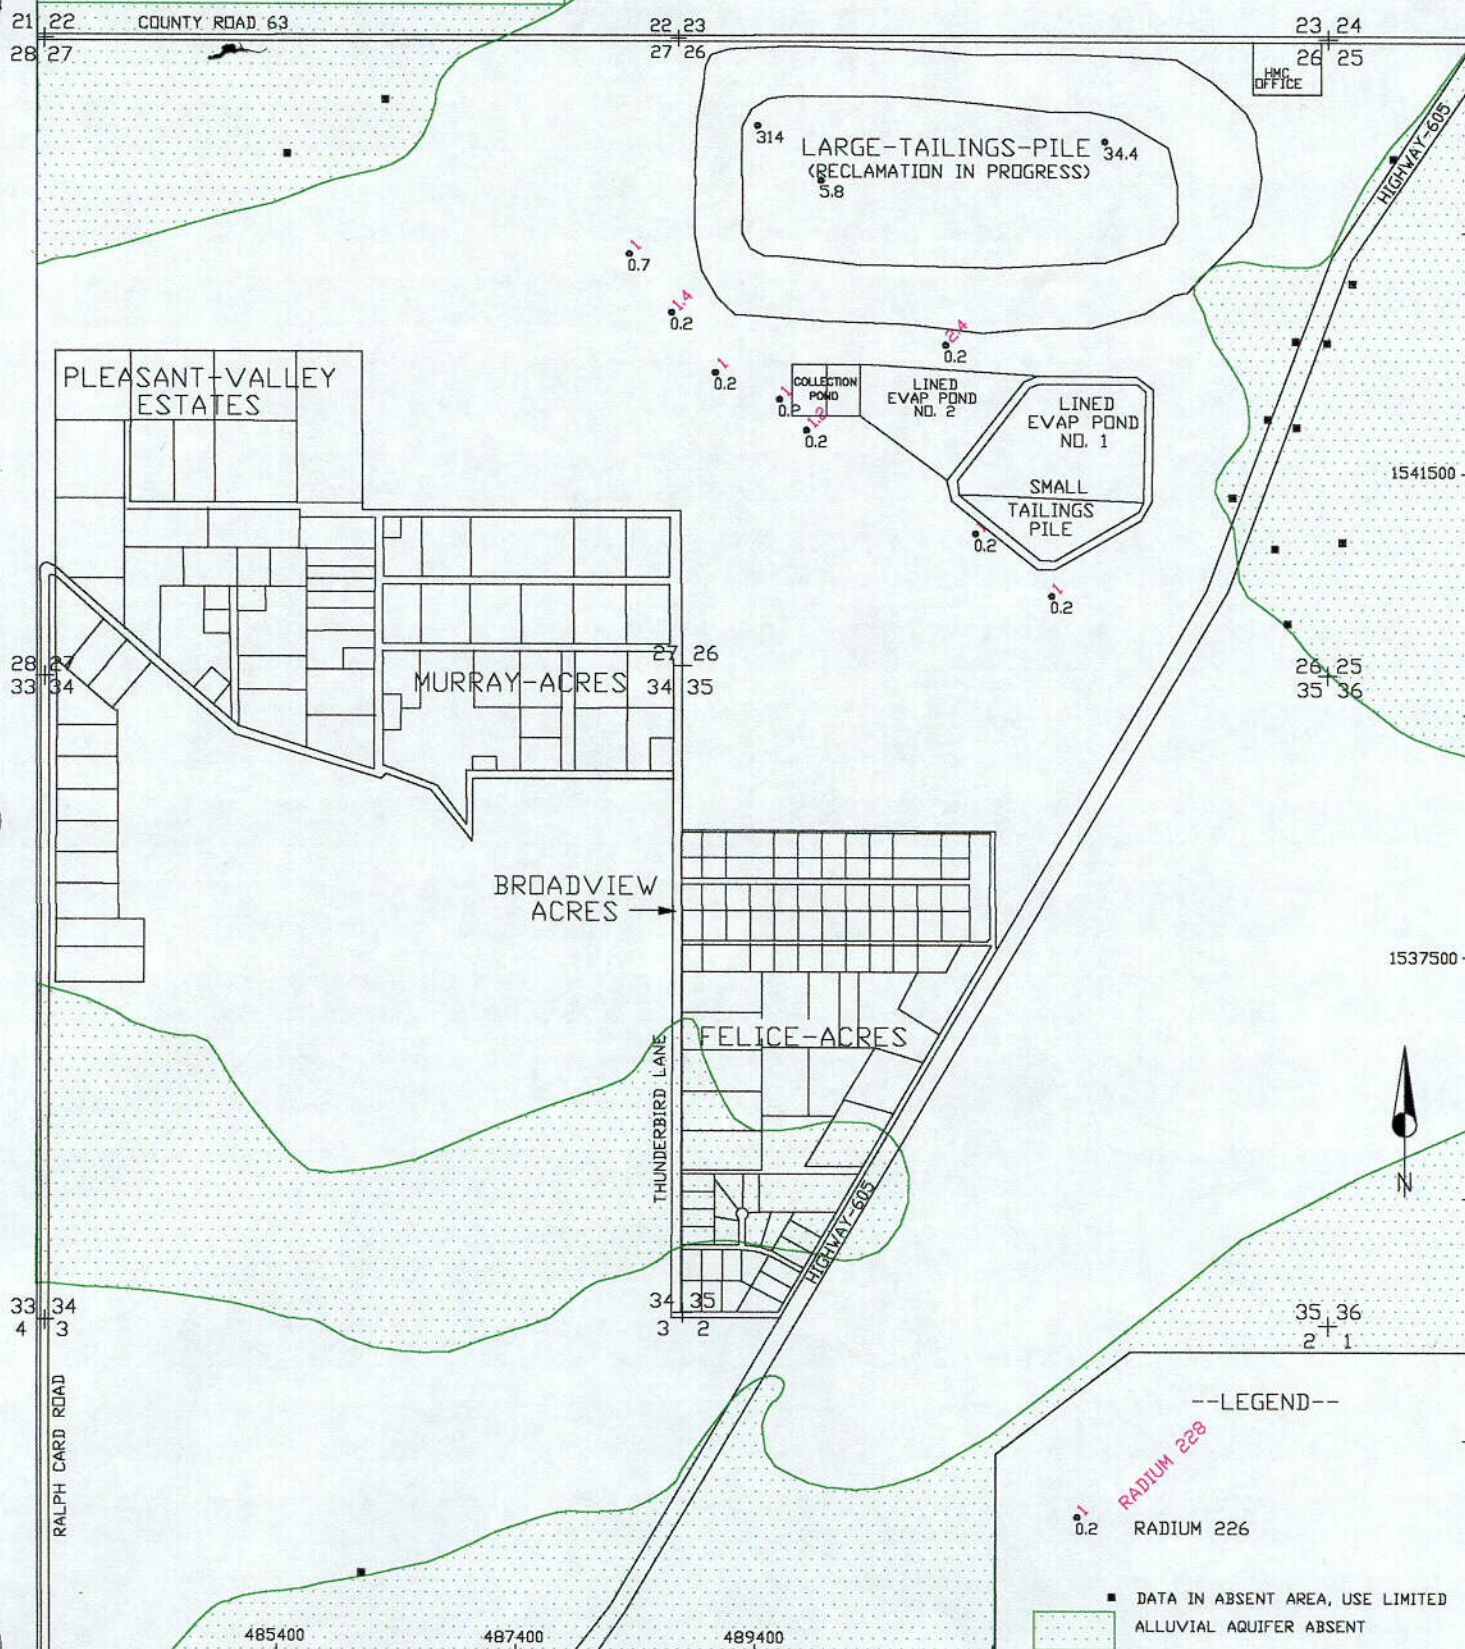 21 22
COUNTY ROAD 63
22 23
23 24
28 27
27 26
26 25
HMC
OFFICE
HIGHWAY-605
314
LARGE-TAILINGS-PILE
34.4
(RECLAMATION IN PROGRESS)
5.8
1
0.7
1.4
0.2
2.4
0.2
1
0.2
PLEASANT-VALLEY
ESTATES
COLLECTION
POND
LINED
EVAP POND
NO. 2
LINED
EVAP POND
NO. 1
1
0.2
1.2
0.2
1541500
SMALL
TAILINGS
PILE
1
0.2
1
0.2
28 27
33 34
27 26
34 35
MURRAY-ACRES
26 25
35 36
BROADVIEW
ACRES
1537500
FELICE-ACRES
THUNDERBIRD LANE
N
HIGHWAY-605
33 34
4 3
34 35
3 2
35 36
2 1
RALPH CARD ROAD
--LEGEND--
RADIUM 228
1
0.2
RADIUM 226
DATA IN ABSENT AREA, USE LIMITED
ALLUVIAL AQUIFER ABSENT
485400
487400
489400